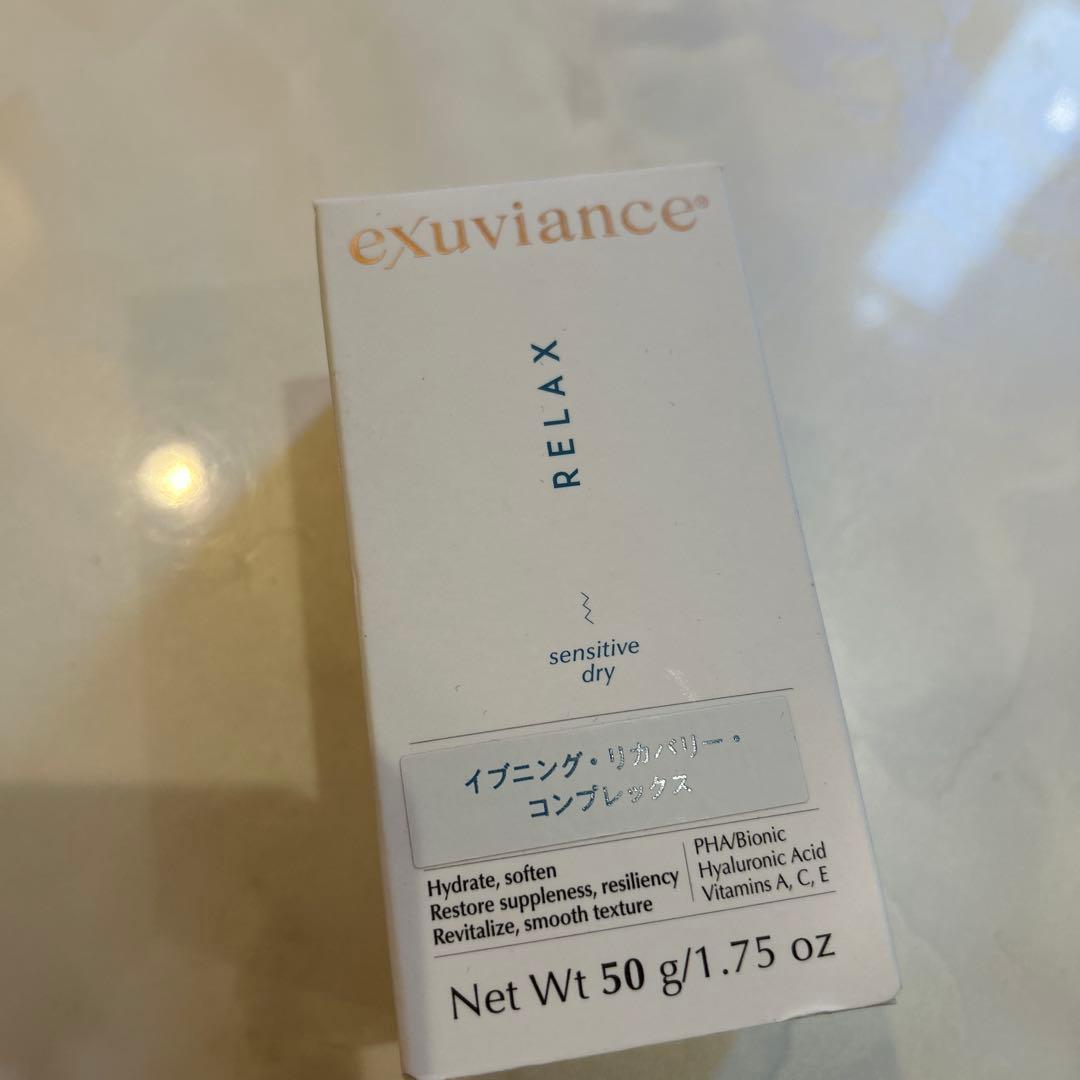 exuviance®
RELAX
sensitive
dry
イブニング・リカバリー・
コンプレックス
Hydrate, soften
Restore suppleness, resiliency
Revitalize, smooth texture
PHA/Bionic
Hyaluronic Acid
Vitamins A, C, E
Net Wt 50 g/1.75 oz